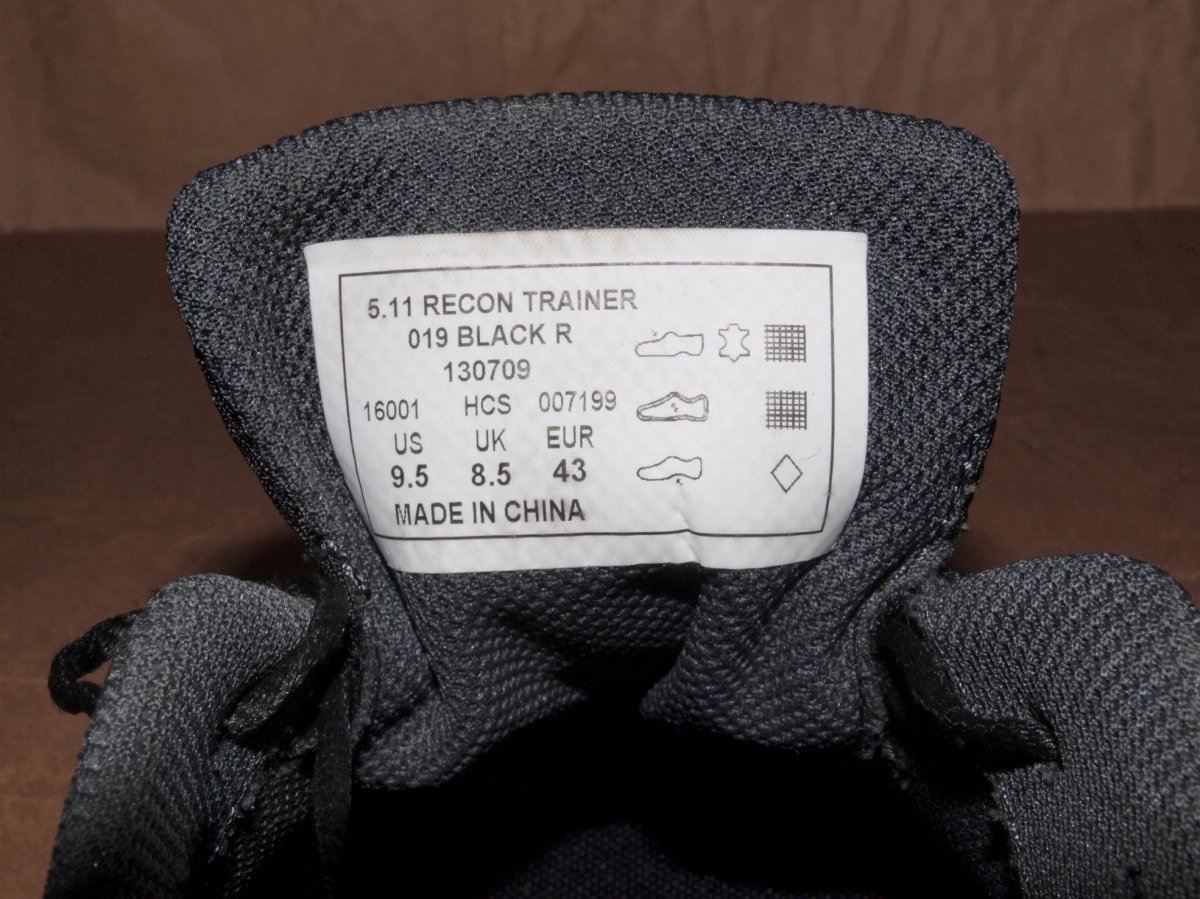 5.11 RECON TRAINER
019 BLACK R
130709
16001 HCS 007199
US UK EUR
9.5 8.5 43
MADE IN CHINA